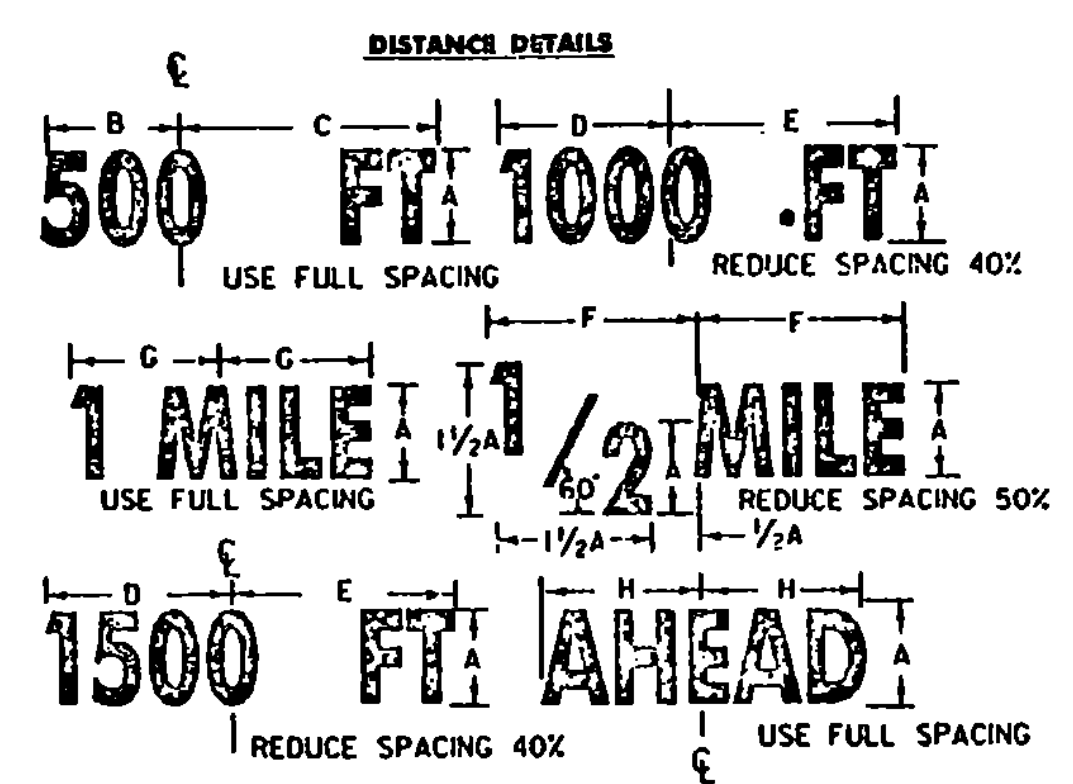 DISTANCE DETAILS
℄
B C D E
500 FT A 1000 .FT A
USE FULL SPACING REDUCE SPACING 40%
F F
G G
1 MILE A 1½A 1/2 60° A MILE A
USE FULL SPACING REDUCE SPACING 50%
1½A ½A
℄
D E H H
1500 FT A AHEAD A
REDUCE SPACING 40% USE FULL SPACING
℄